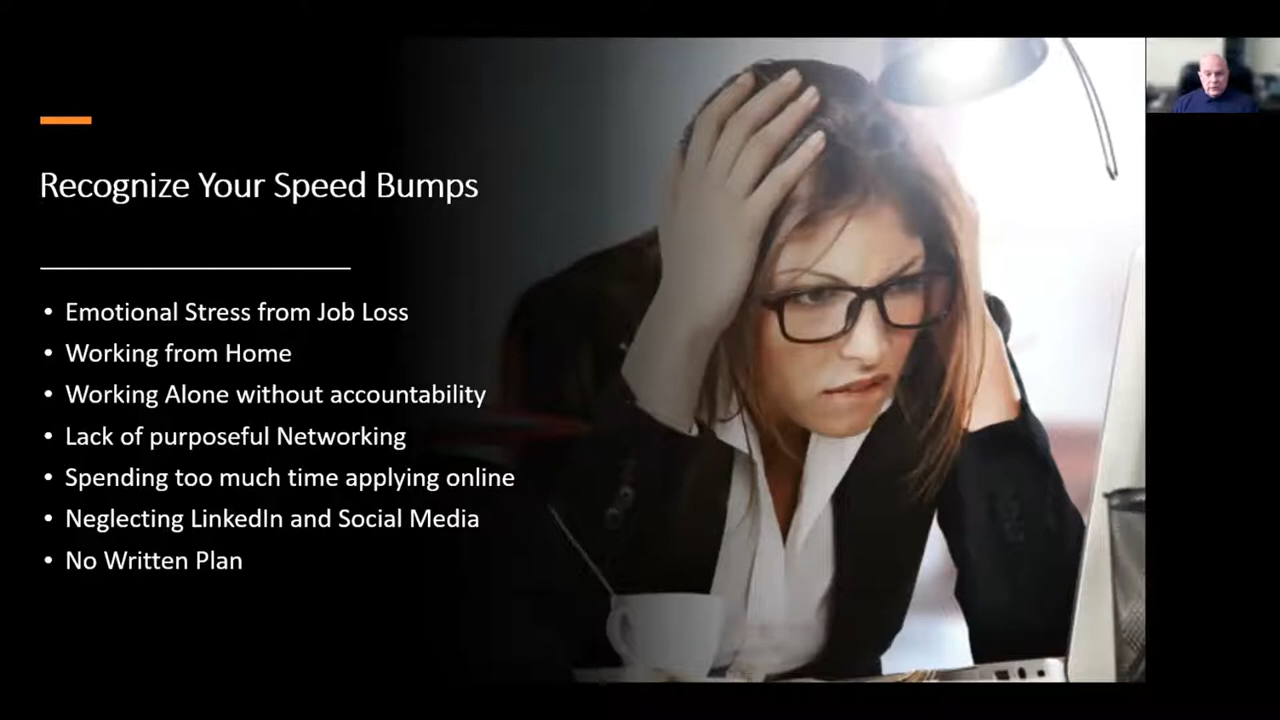 Recognize Your Speed Bumps
• Emotional Stress from Job Loss
• Working from Home
• Working Alone without accountability
• Lack of purposeful Networking
• Spending too much time applying online
• Neglecting LinkedIn and Social Media
• No Written Plan